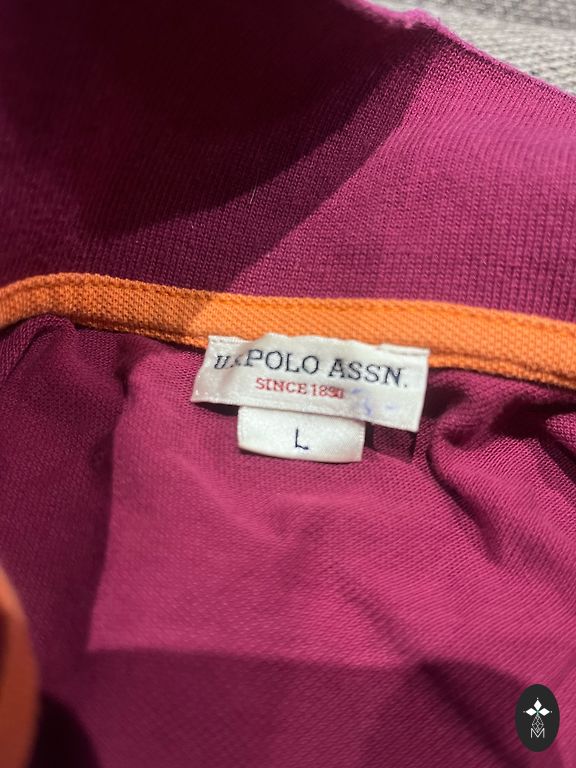 U.S. POLO ASSN.
SINCE 1890
L